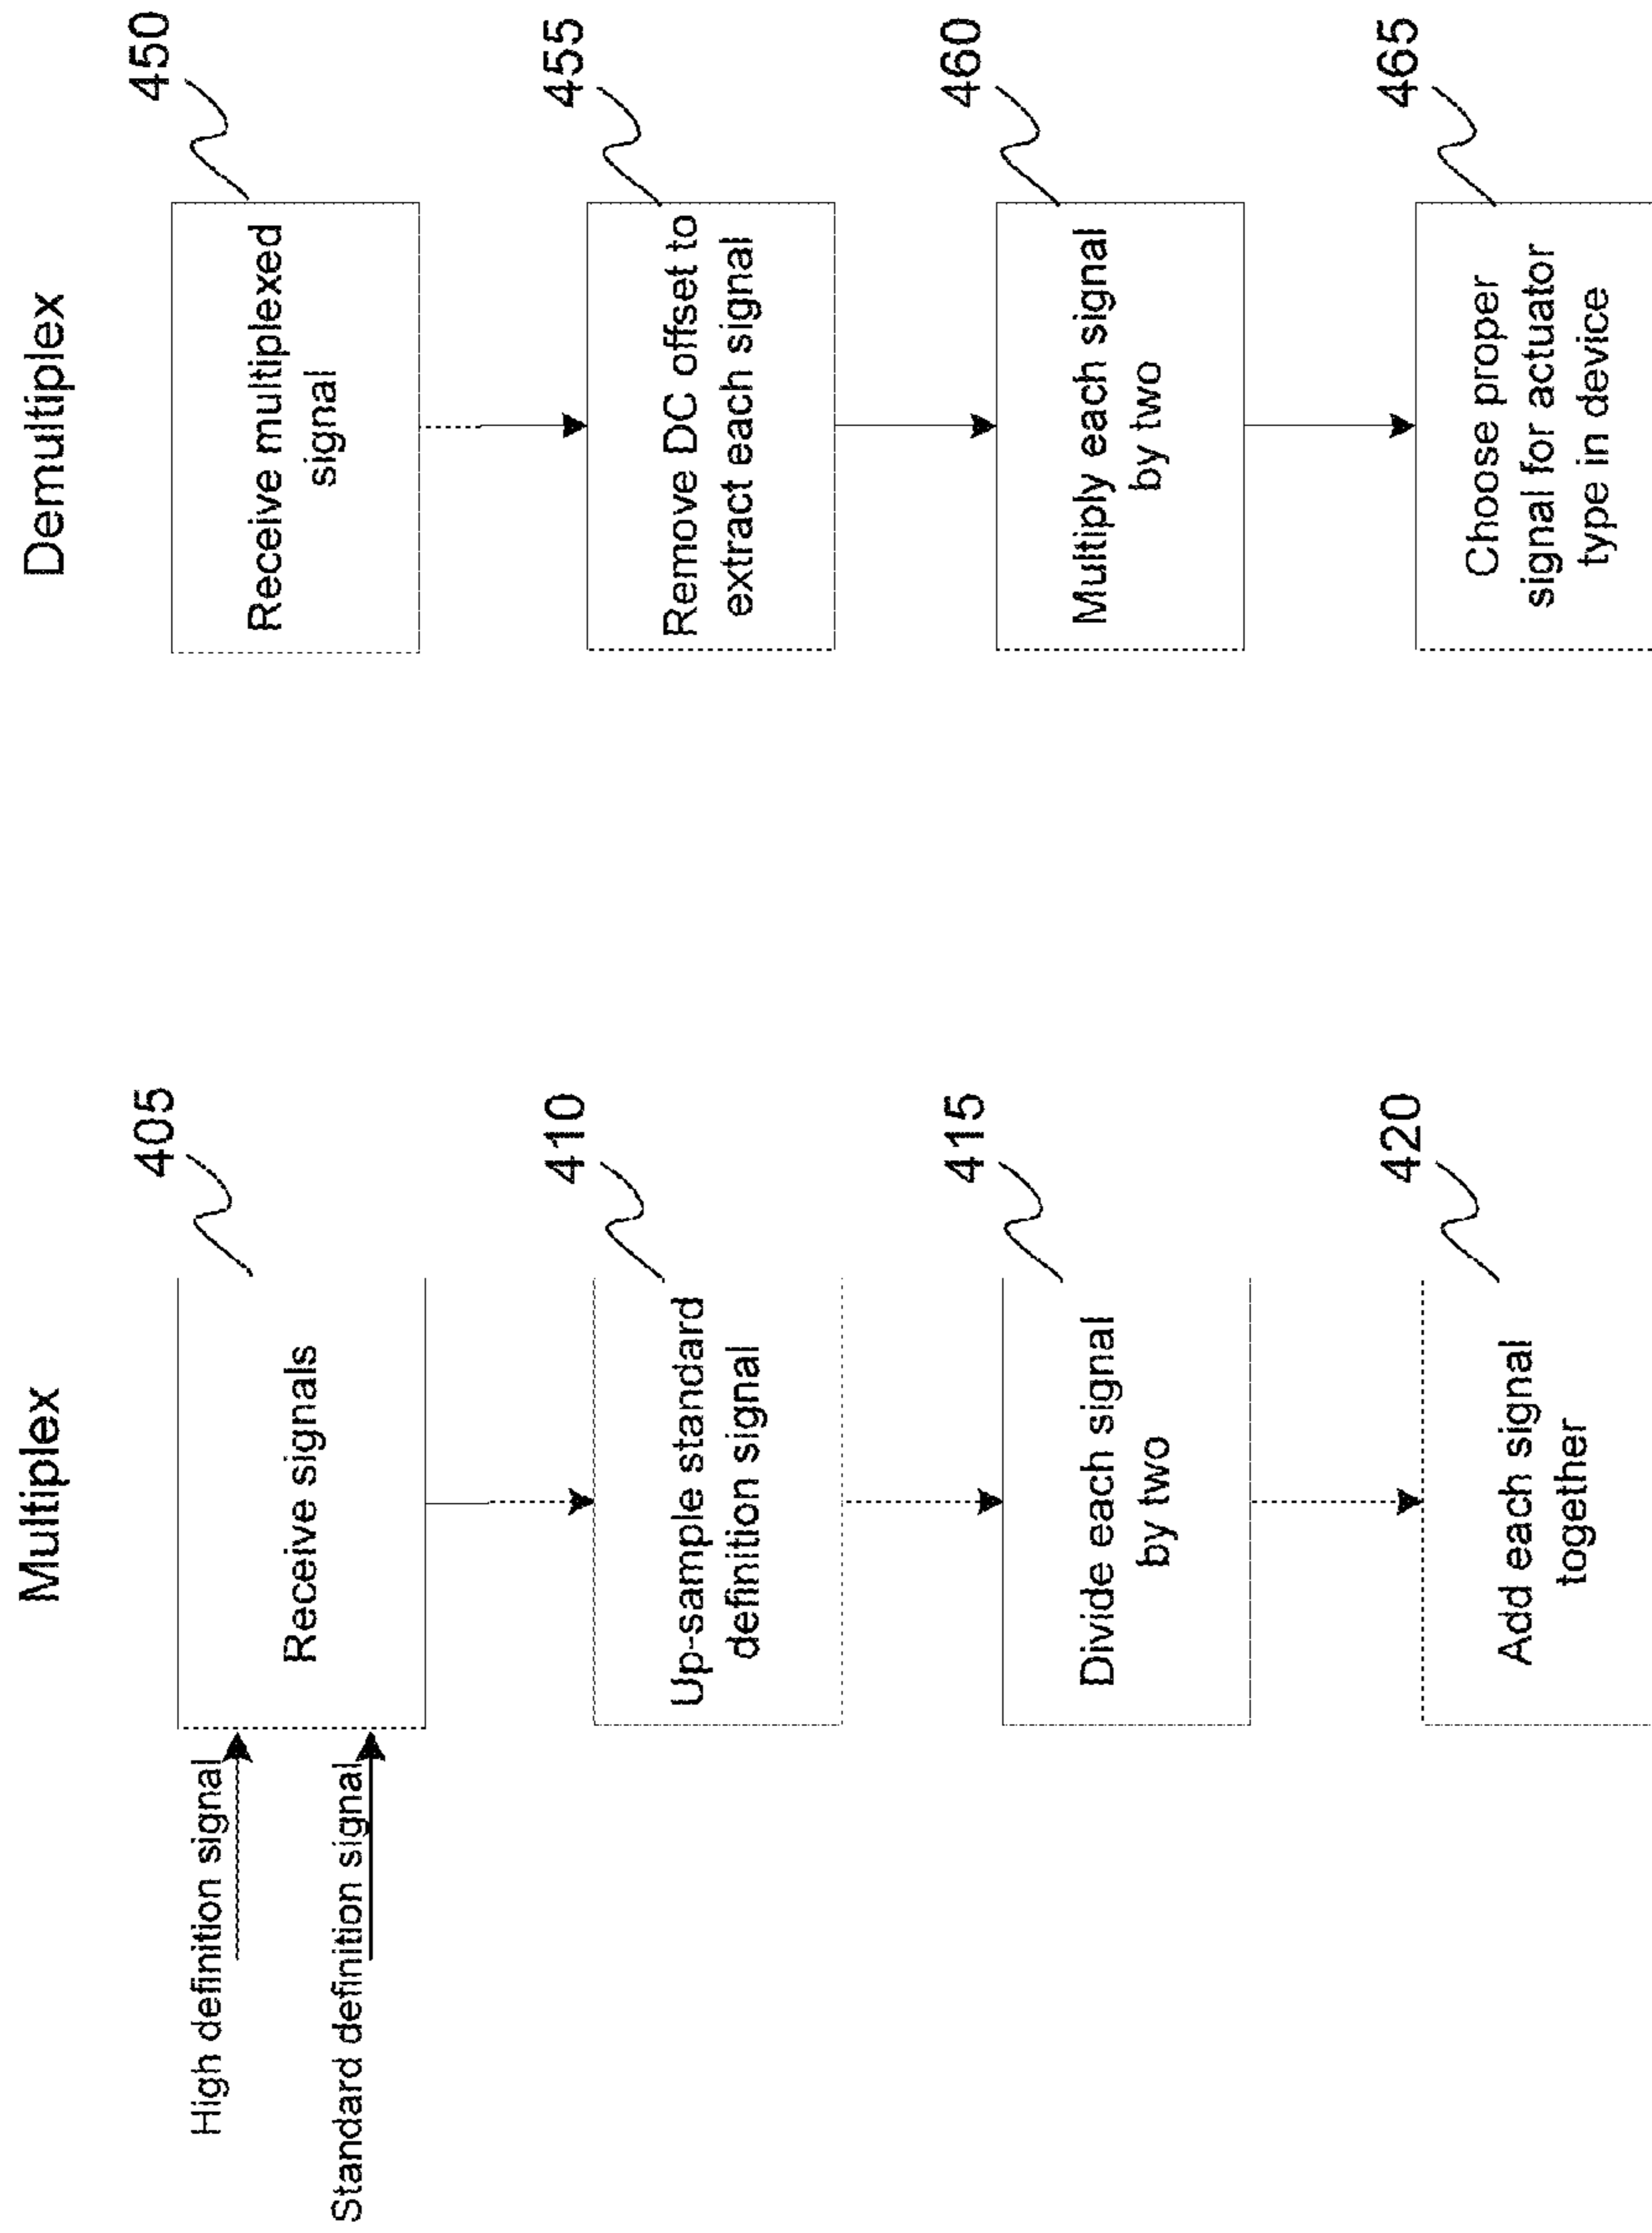 Multiplex
High definition signal
Standard definition signal
Receive signals
405
Up-sample standard
definition signal
410
Divide each signal
by two
415
Add each signal
together
420
Demultiplex
Receive multiplexed
signal
450
Remove DC offset to
extract each signal
455
Multiply each signal
by two
460
Choose proper
signal for actuator
type in device
465